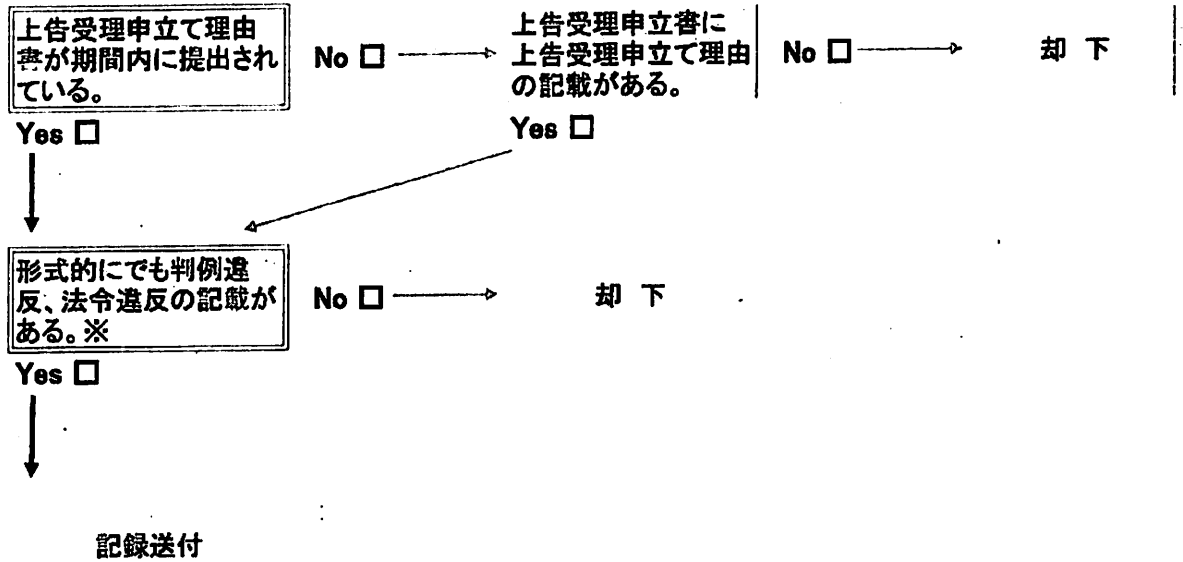 上告受理申立て理由
書が期間内に提出され
ている。
No □
上告受理申立書に
上告受理申立て理由
の記載がある。
No □
却 下
Yes □
Yes □
形式的にでも判例違
反、法令違反の記載が
ある。※
No □
却 下
Yes □
記録送付